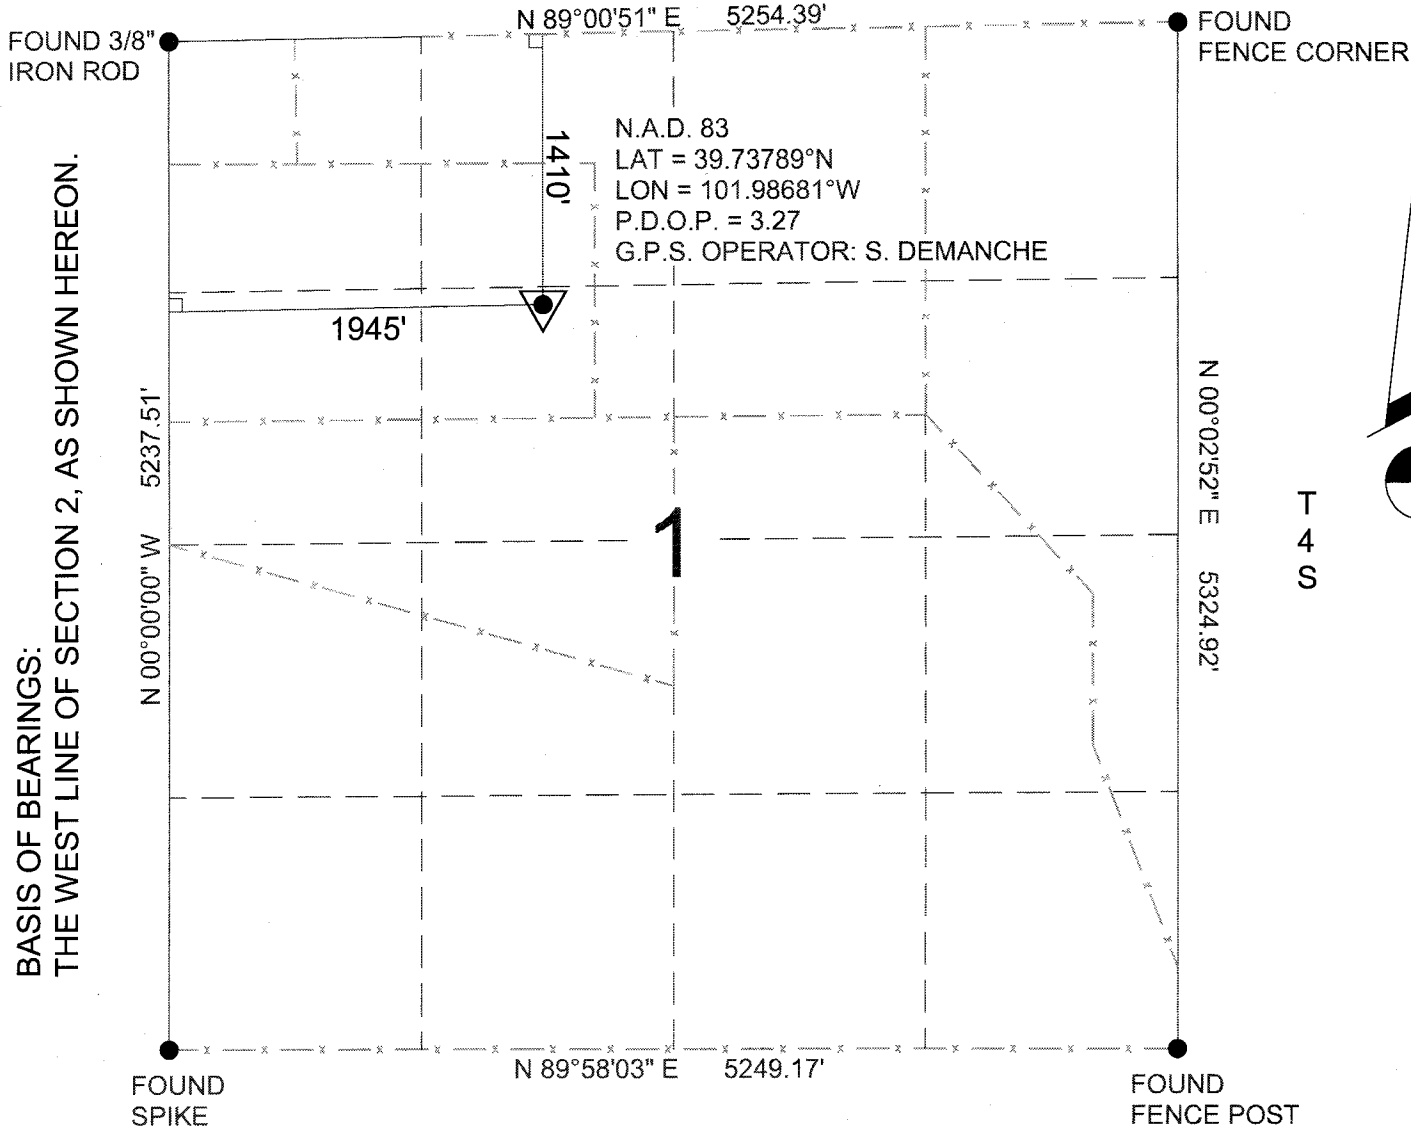 N 89°00'51" E 5254.39'
FOUND 3/8"
IRON ROD
FOUND
FENCE CORNER
1410'
N.A.D. 83
LAT = 39.73789°N
LON = 101.98681°W
P.D.O.P. = 3.27
G.P.S. OPERATOR: S. DEMANCHE
1945'
BASIS OF BEARINGS:
THE WEST LINE OF SECTION 2, AS SHOWN HEREON.
N 00°00'00" W 5237.51'
1
N 00°02'52" E 5324.92'
T
4
S
N 89°58'03" E 5249.17'
FOUND
SPIKE
FOUND
FENCE POST